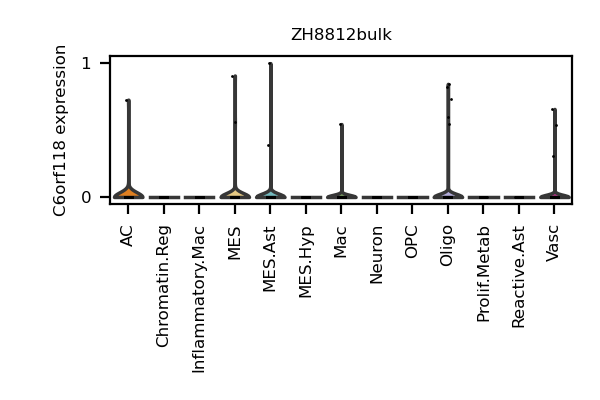 ZH8812bulk
C6orf118 expression
1
0
AC
Chromatin.Reg
Inflammatory.Mac
MES
MES.Ast
MES.Hyp
Mac
Neuron
OPC
Oligo
Prolif.Metab
Reactive.Ast
Vasc